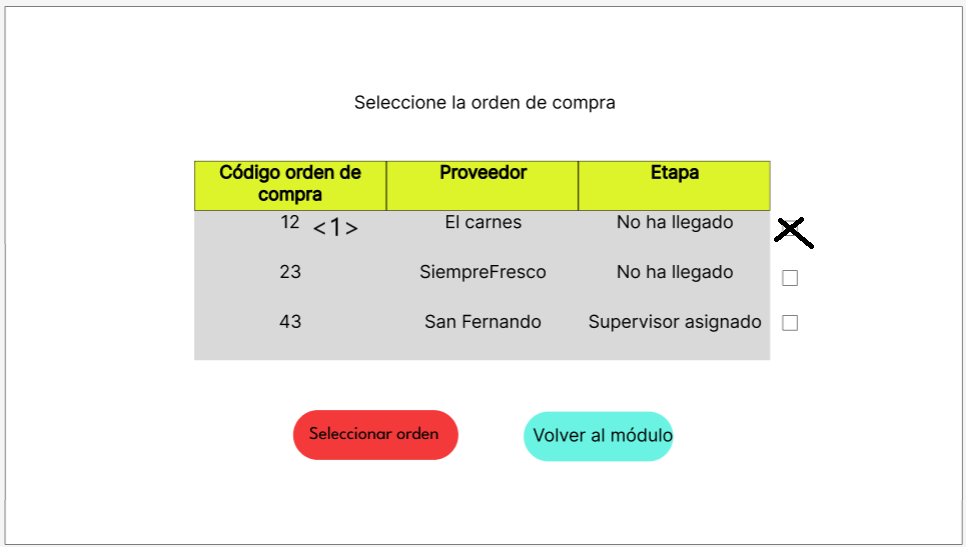 Seleccione la orden de compra
Código orden de Proveedor Etapa
compra
12 <1> El carnes No ha llegado
23 SiempreFresco No ha llegado
43 San Fernando Supervisor asignado
Seleccionar orden Volver al módulo